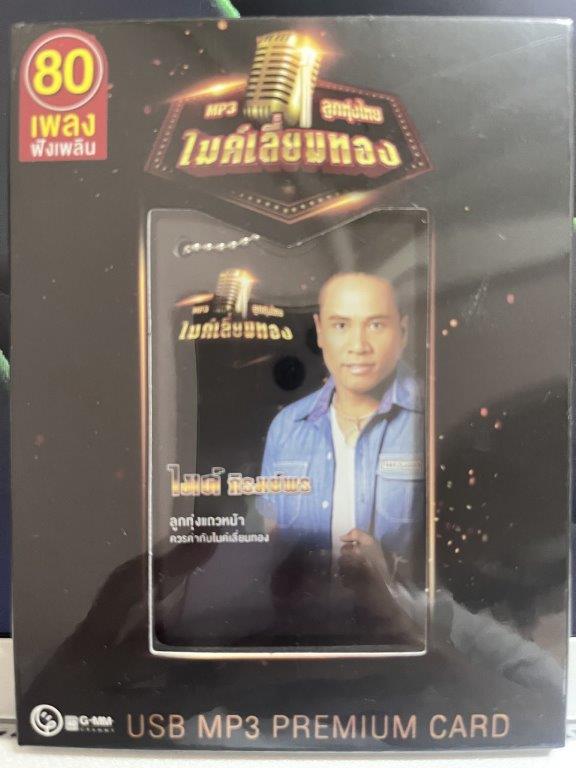 80
เพลง
ฟังเพลิน
MP3 ลูกทุ่งไทย
ไมค์เลี่ยมทอง
MP3 ลูกทุ่งไทย
ไมค์เลี่ยมทอง
ไมค์ ภิรมย์พร
ลูกทุ่งแถวหน้า
ควรค่ากับไมค์เลี่ยมทอง
G-MM GRAMMY
USB MP3 PREMIUM CARD